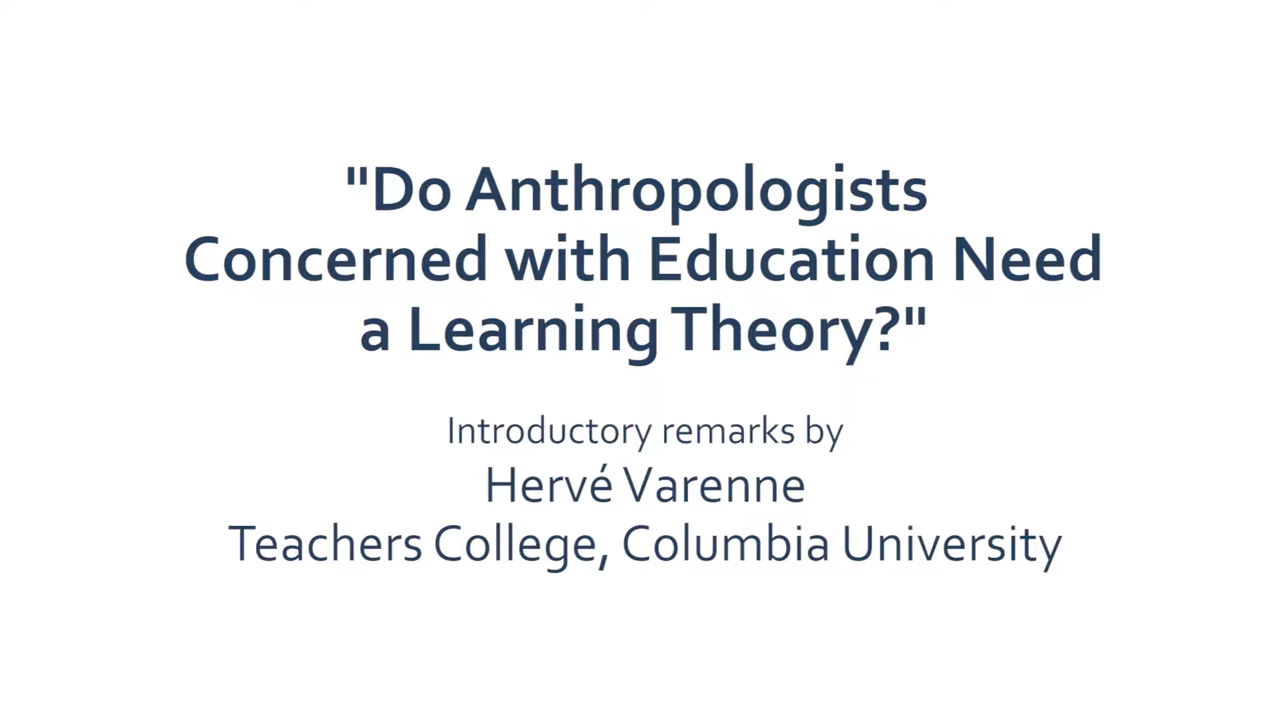 "Do Anthropologists
Concerned with Education Need
a Learning Theory?"
Introductory remarks by
Hervé Varenne
Teachers College, Columbia University